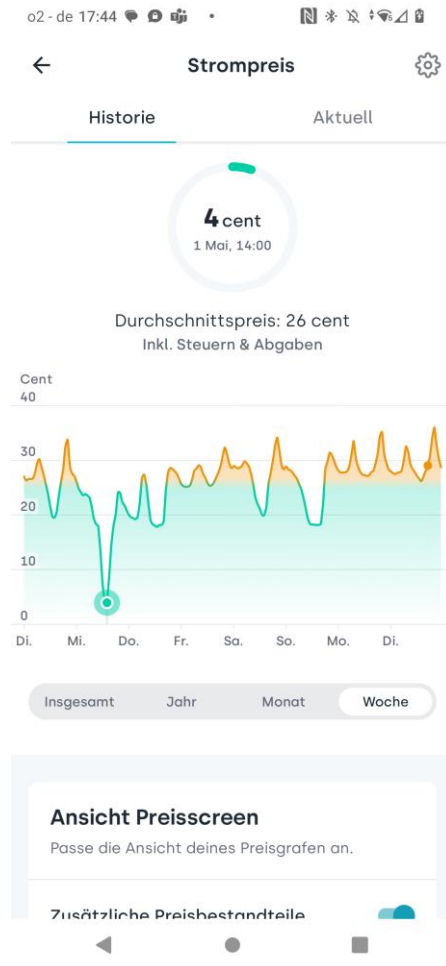 o2 - de 17:44
Strompreis
Historie Aktuell
4 cent
1 Mai, 14:00
Durchschnittspreis: 26 cent
Inkl. Steuern & Abgaben
Cent
40
30
20
10
0
Di. Mi. Do. Fr. Sa. So. Mo. Di.
Insgesamt Jahr Monat Woche
Ansicht Preisscreen
Passe die Ansicht deines Preisgrafen an.
Zusätzliche Preisbestandteile